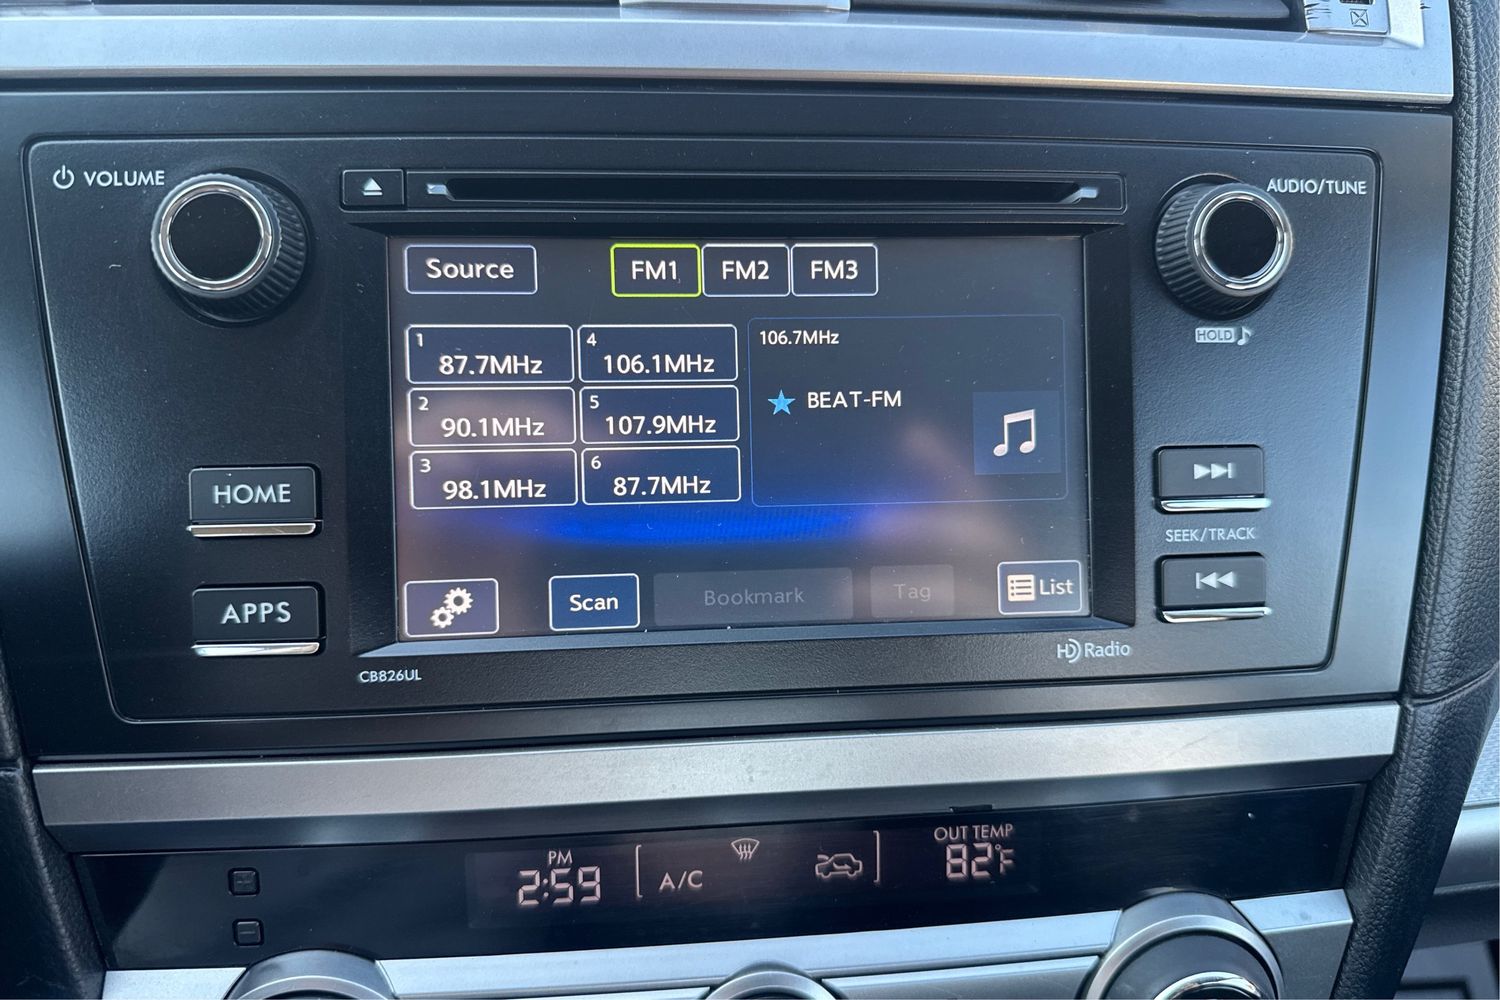 VOLUME
AUDIO/TUNE
Source
FM1
FM2
FM3
HOLD
1
87.7MHz
4
106.1MHz
106.7MHz
2
90.1MHz
5
107.9MHz
BEAT-FM
3
98.1MHz
6
87.7MHz
HOME
SEEK/TRACK
APPS
Scan
Bookmark
Tag
List
CB826UL
HD Radio
PM
2:59
A/C
OUT TEMP
82°F